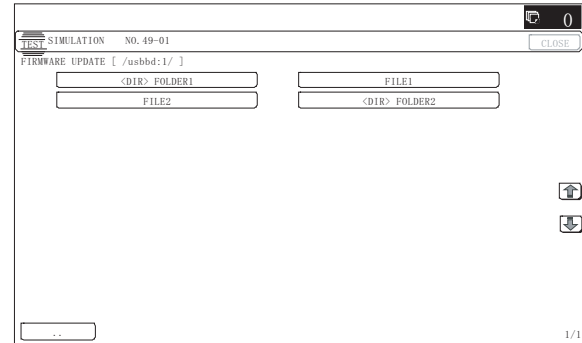 0
TEST SIMULATION NO. 49-01
CLOSE
FIRMWARE UPDATE [ /usbbd:1/ ]
<DIR> FOLDER1
FILE1
FILE2
<DIR> FOLDER2
..
1/1